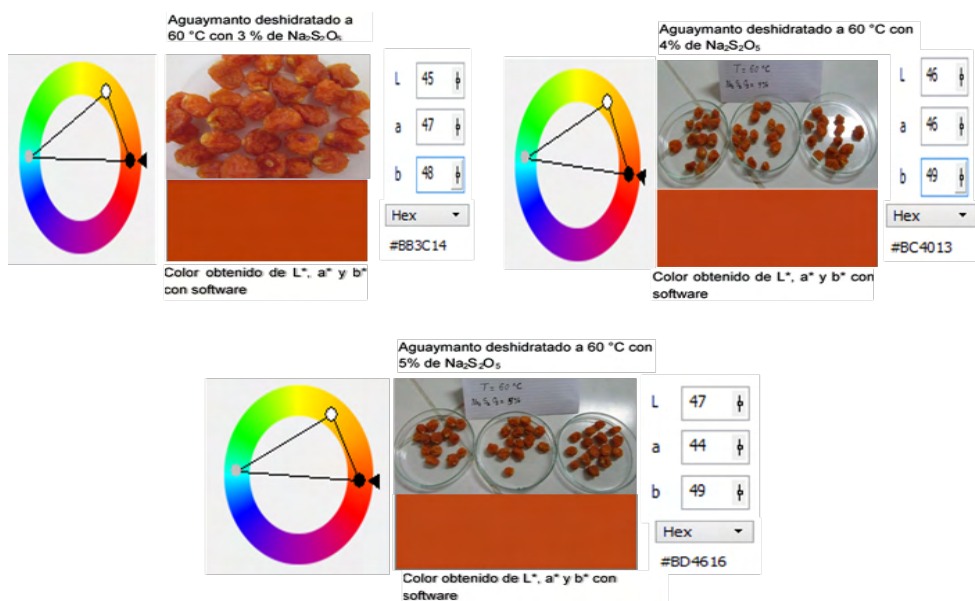 Aguaymanto deshidratado a
60 °C con 3 % de Na₂S₂O₅
L 45
a 47
b 48
Hex
#BB3C14
Color obtenido de L*, a* y b*
con software
Aguaymanto deshidratado a 60 °C con
4% de Na₂S₂O₅
T = 60 °C
L 46
a 46
b 49
Hex
#BC4013
Color obtenido de L*, a* y b* con
software
Aguaymanto deshidratado a 60 °C con
5% de Na₂S₂O₅
T = 60 °C
L 47
a 44
b 49
Hex
#BD4616
Color obtenido de L*, a* y b* con
software